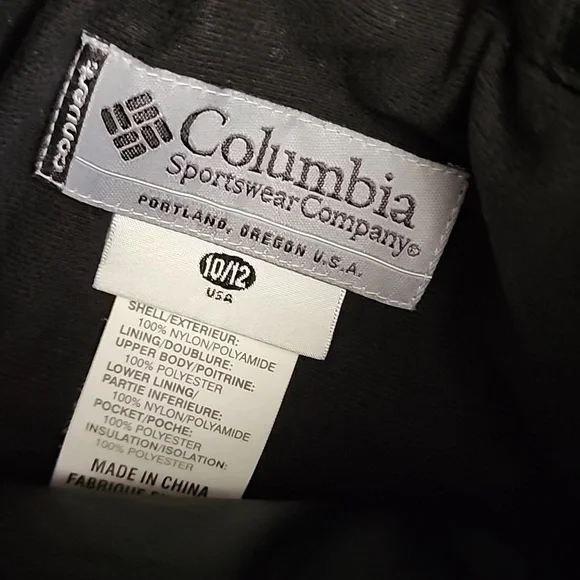 Columbia
Sportswear Company®
PORTLAND, OREGON U.S.A.
10/12
USA
SHELL/EXTERIEUR:
100% NYLON/POLYAMIDE
LINING/DOUBLURE:
UPPER BODY/POITRINE:
100% POLYESTER
LOWER LINING/
PARTIE INFERIEURE:
100% NYLON/POLYAMIDE
POCKET/POCHE:
100% POLYESTER
INSULATION/ISOLATION:
100% POLYESTER
MADE IN CHINA